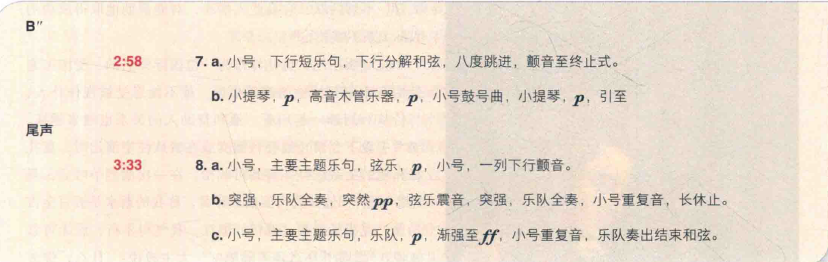 B″
2:58 7. a. 小号，下行短乐句，下行分解和弦，八度跳进，颤音至终止式。
b. 小提琴，p，高音木管乐器，p，小号鼓号曲，小提琴，p，引至
尾声
3:33 8. a. 小号，主要主题乐句，弦乐，p，小号，一列下行颤音。
b. 突强，乐队全奏，突然pp，弦乐震音，突强，乐队全奏，小号重复音，长休止。
c. 小号，主要主题乐句，乐队，p，渐强至ff，小号重复音，乐队奏出结束和弦。